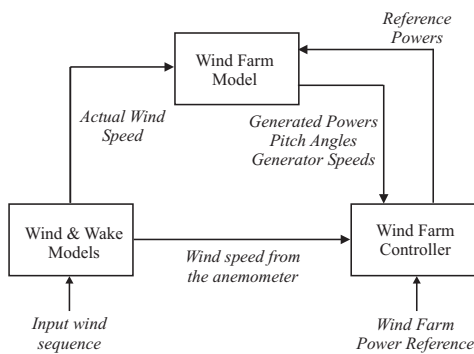 Reference
Powers
Wind Farm
Model
Actual Wind
Speed
Generated Powers
Pitch Angles
Generator Speeds
Wind & Wake
Models
Wind speed from
the anemometer
Wind Farm
Controller
Input wind
sequence
Wind Farm
Power Reference